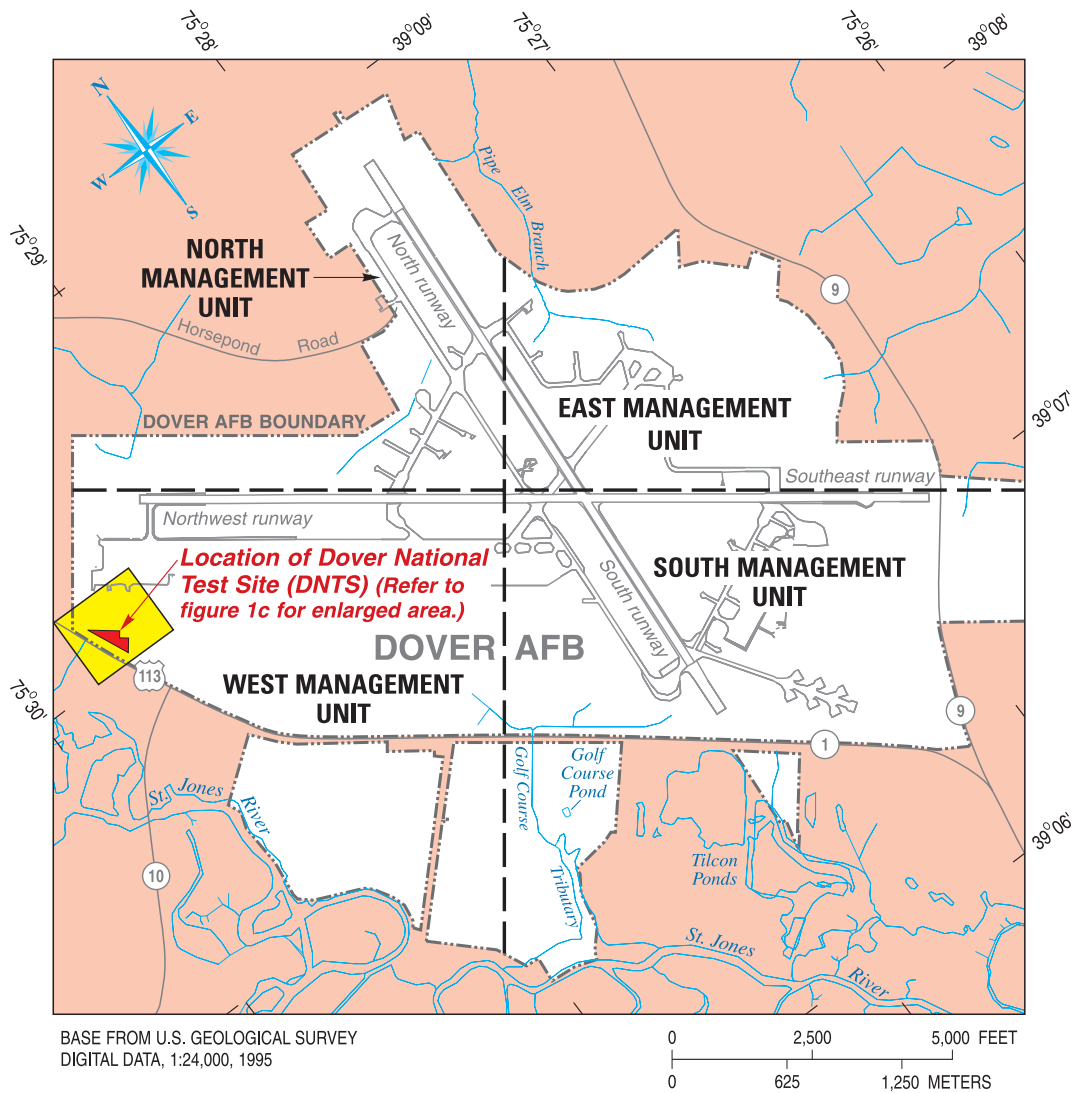 75°28'
39°09'
75°27'
75°26'
39°08'
N
E
W
S
75°29'
NORTH
MANAGEMENT
UNIT
North runway
Pipe Elm Branch
9
Horsepond Road
DOVER AFB BOUNDARY
EAST MANAGEMENT
UNIT
39°07'
Southeast runway
Northwest runway
Location of Dover National
Test Site (DNTS) (Refer to
figure 1c for enlarged area.)
SOUTH MANAGEMENT
UNIT
South runway
DOVER AFB
113
WEST MANAGEMENT
UNIT
75°30'
9
1
Golf Course Tributary
Golf
Course
Pond
St. Jones River
39°06'
Tilcon
Ponds
10
St. Jones River
BASE FROM U.S. GEOLOGICAL SURVEY
DIGITAL DATA, 1:24,000, 1995
0 2,500 5,000 FEET
0 625 1,250 METERS